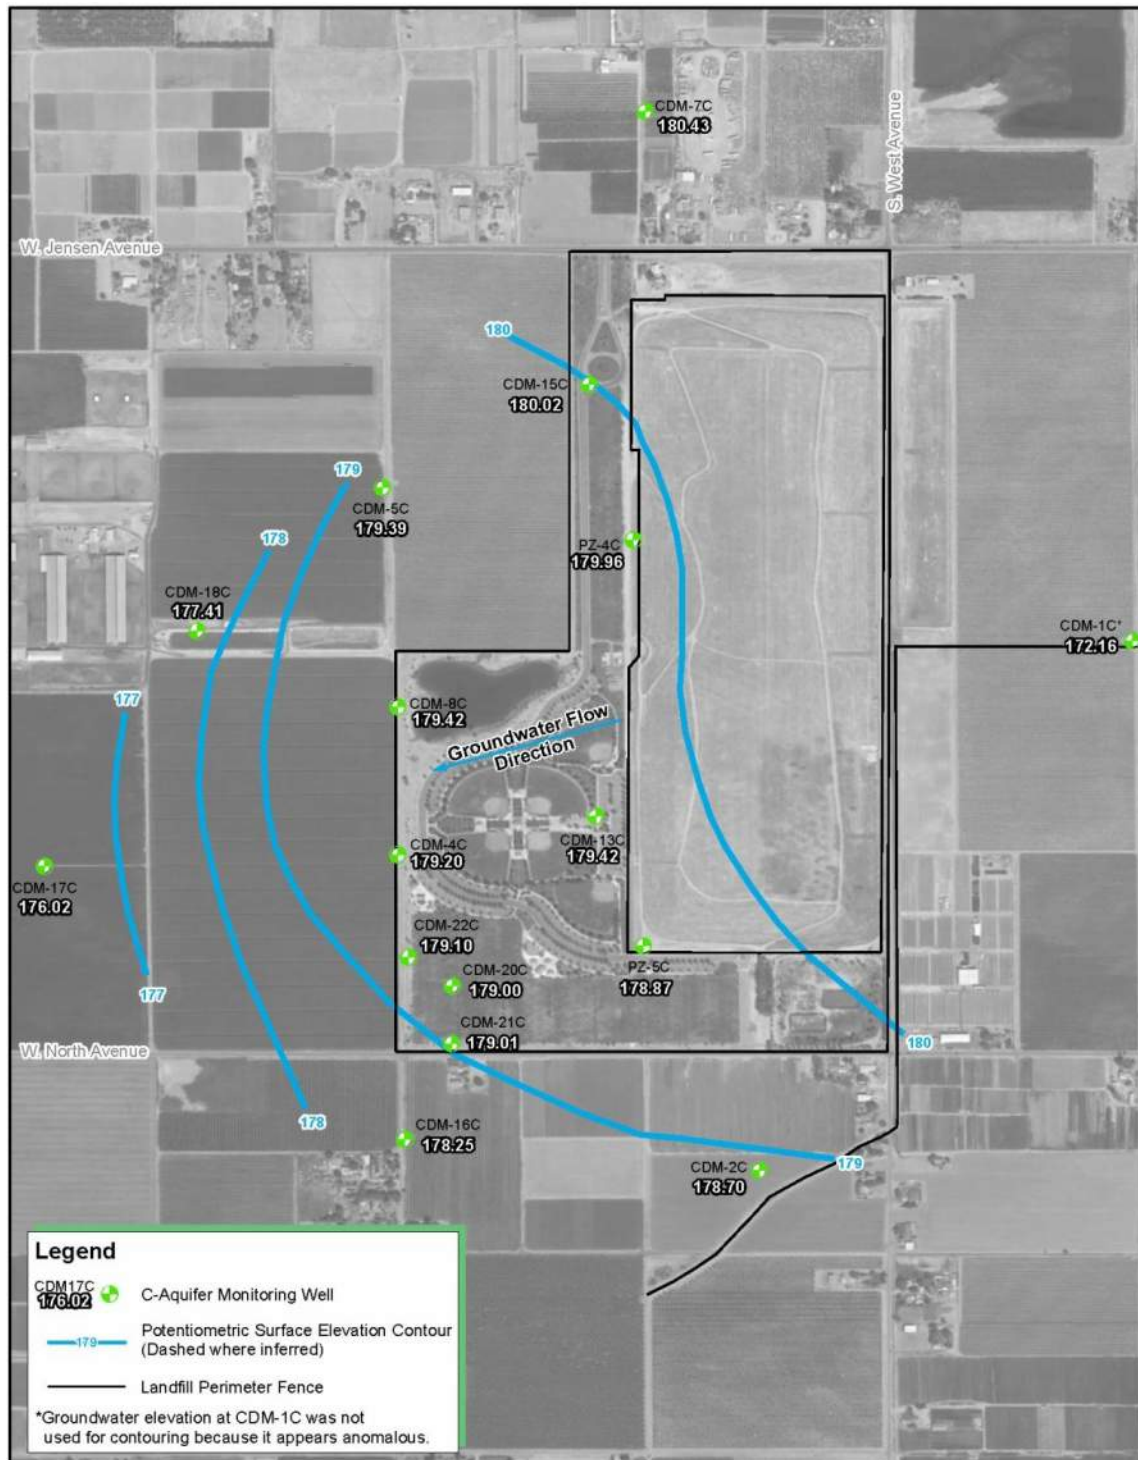 CDM-7C
180.43
S. West Avenue
W. Jensen Avenue
180
CDM-15C
180.02
179
CDM-5C
179.39
178
PZ-4C
179.96
CDM-18C
177.41
CDM-1C*
172.16
177
CDM-8C
179.42
Groundwater Flow
Direction
CDM-13C
179.42
CDM-4C
179.20
CDM-17C
176.02
CDM-22C
179.10
PZ-5C
178.87
CDM-20C
179.00
177
CDM-21C
179.01
180
W. North Avenue
178
CDM-16C
178.25
179
CDM-2C
178.70
Legend
CDM17C
176.02
C-Aquifer Monitoring Well
179
Potentiometric Surface Elevation Contour
(Dashed where inferred)
Landfill Perimeter Fence
*Groundwater elevation at CDM-1C was not
used for contouring because it appears anomalous.